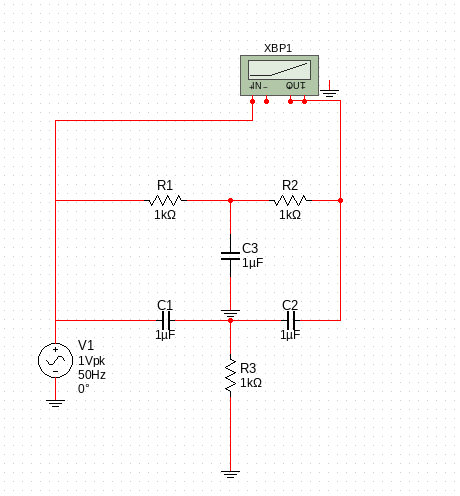 XBP1
+IN -
OUT
R1
1kΩ
R2
1kΩ
C3
1µF
C1
1µF
C2
1µF
V1
1Vpk
50Hz
0°
R3
1kΩ